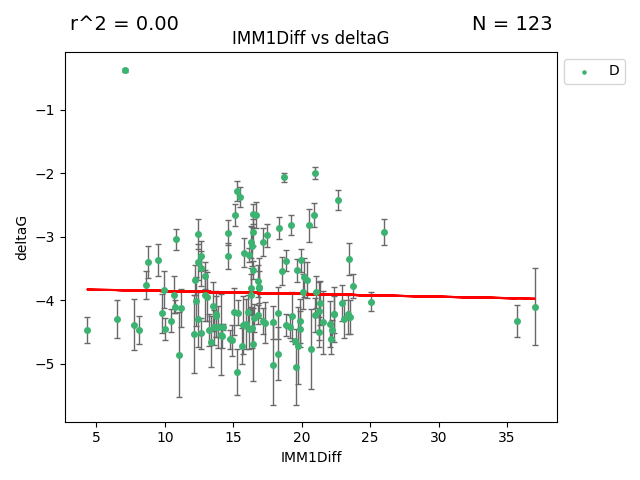 r^2 = 0.00
N = 123
IMM1Diff vs deltaG
D
deltaG
−1
−2
−3
−4
−5
5 10 15 20 25 30 35
IMM1Diff